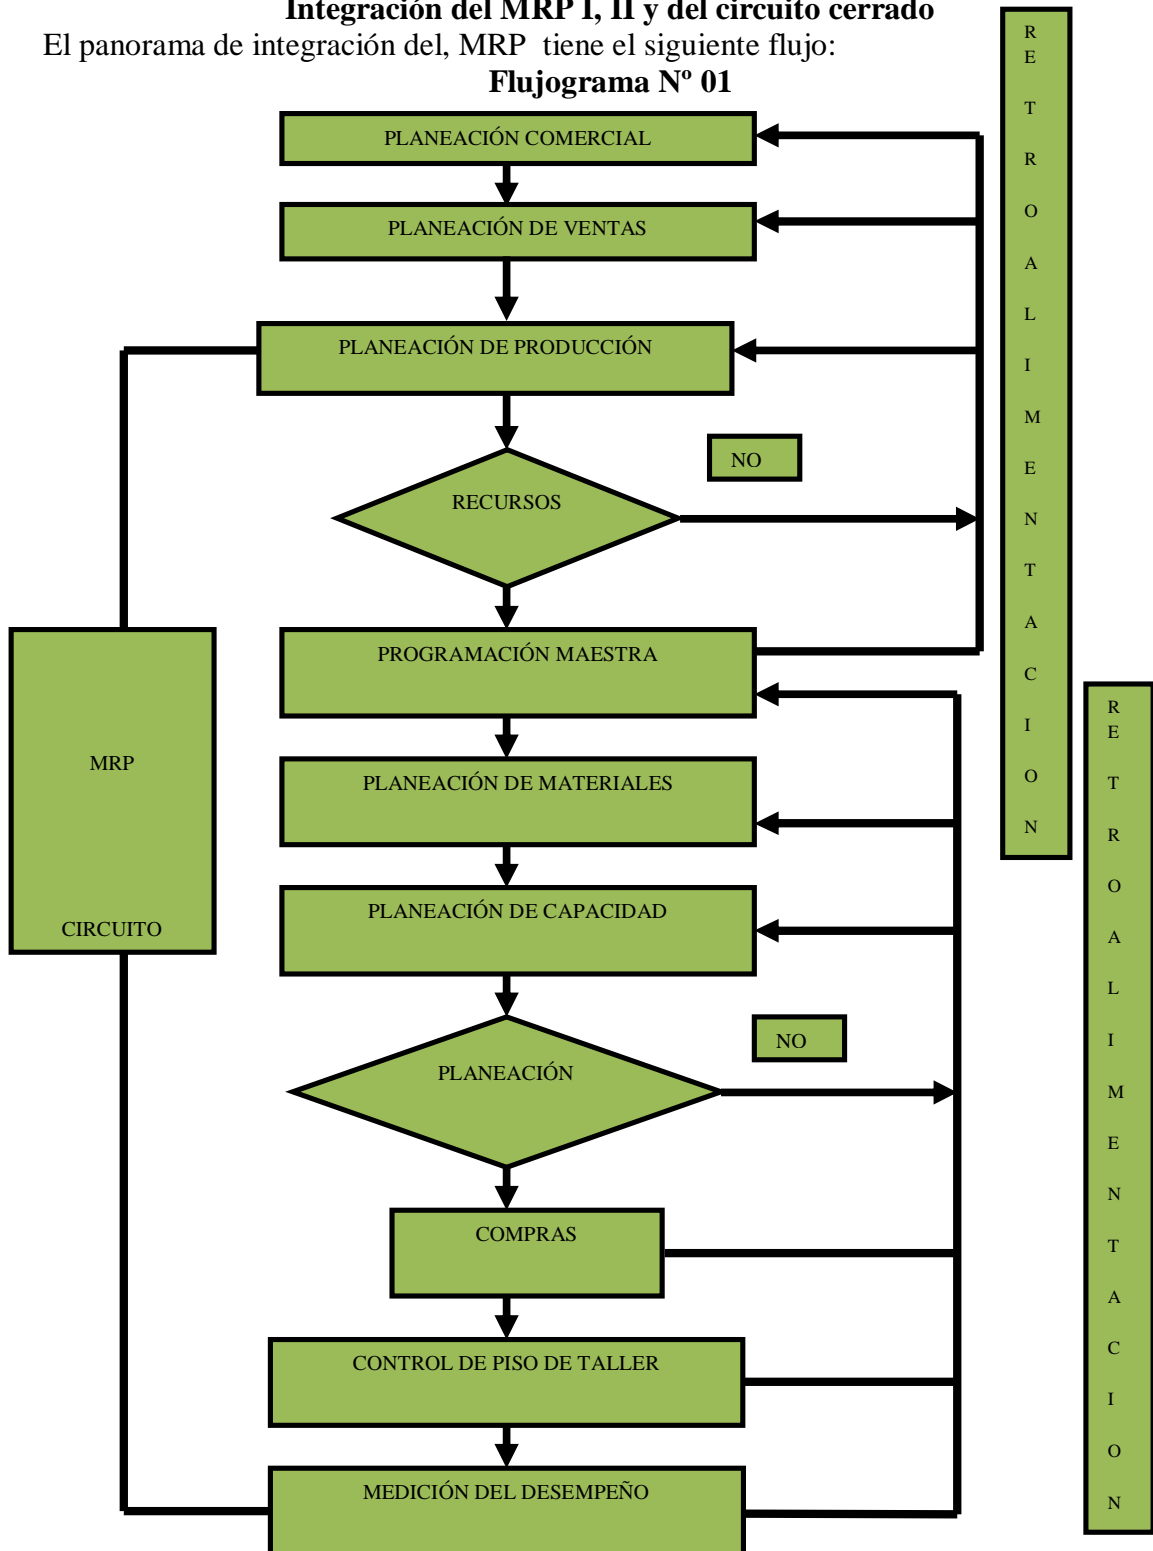 Integración del MRP I, II y del circuito cerrado
El panorama de integración del, MRP  tiene el siguiente flujo:
Flujograma Nº 01
PLANEACIÓN COMERCIAL
PLANEACIÓN DE VENTAS
PLANEACIÓN DE PRODUCCIÓN
NO
RECURSOS
PROGRAMACIÓN MAESTRA
MRP
CIRCUITO
PLANEACIÓN DE MATERIALES
PLANEACIÓN DE CAPACIDAD
NO
PLANEACIÓN
COMPRAS
CONTROL DE PISO DE TALLER
MEDICIÓN DEL DESEMPEÑO
R
E
T
R
O
A
L
I
M
E
N
T
A
C
I
O
N
R
E
T
R
O
A
L
I
M
E
N
T
A
C
I
O
N